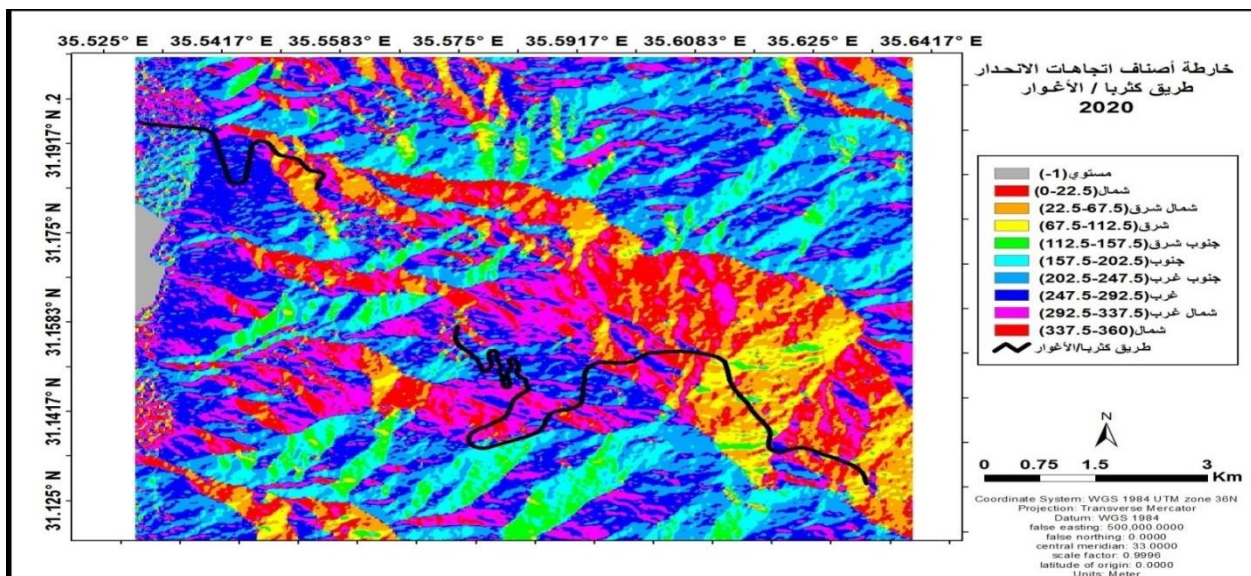 35.525° E 35.5417° E 35.5583° E 35.575° E 35.5917° E 35.6083° E 35.625° E 35.6417° E
31.2° N
31.1917° N
31.175° N
31.1583° N
31.1417° N
31.125° N
خارطة أصناف اتجاهات الانحدار
طريق كثربا / الأغوار
2020
مستوي(1-)
شمال(0-22.5)
شمال شرق(22.5-67.5)
شرق(67.5-112.5)
جنوب شرق(112.5-157.5)
جنوب(157.5-202.5)
جنوب غرب(202.5-247.5)
غرب(247.5-292.5)
شمال غرب(292.5-337.5)
شمال(337.5-360)
طريق كثربا/الأغوار
N
0 0.75 1.5 3
Km
Coordinate System: WGS 1984 UTM zone 36N
Projection: Transverse Mercator
Datum: WGS 1984
false easting: 500,000.0000
false northing: 0.0000
central meridian: 33.0000
scale factor: 0.9996
latitude of origin: 0.0000
Units: Meter